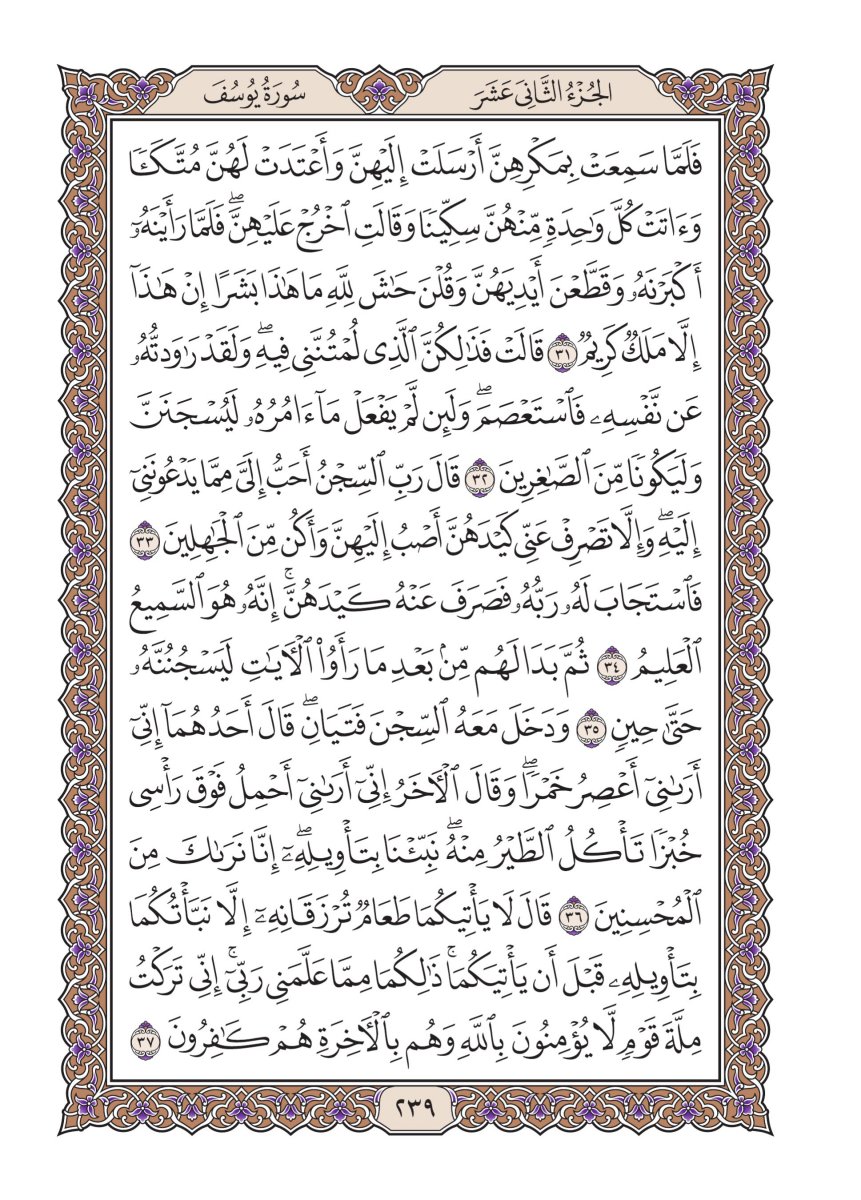 الجُزْءُ الثَّانِي عَشَرَ
سُورَةُ يُوسُفَ
فَلَمَّا سَمِعَتْ بِمَكْرِهِنَّ أَرْسَلَتْ إِلَيْهِنَّ وَأَعْتَدَتْ لَهُنَّ مُتَّكَـًٔا
وَءَاتَتْ كُلَّ وَٰحِدَةٍ مِّنْهُنَّ سِكِّينًا وَقَالَتِ ٱخْرُجْ عَلَيْهِنَّۖ فَلَمَّا رَأَيْنَهُۥٓ
أَكْبَرْنَهُۥ وَقَطَّعْنَ أَيْدِيَهُنَّ وَقُلْنَ حَٰشَ لِلَّهِ مَا هَٰذَا بَشَرًا إِنْ هَٰذَآ
إِلَّا مَلَكٌ كَرِيمٌ ٣١ قَالَتْ فَذَٰلِكُنَّ ٱلَّذِى لُمْتُنَّنِى فِيهِۖ وَلَقَدْ رَٰوَدتُّهُۥ
عَن نَّفْسِهِۦ فَٱسْتَعْصَمَۖ وَلَئِن لَّمْ يَفْعَلْ مَآ ءَامُرُهُۥ لَيُسْجَنَنَّ
وَلَيَكُونًا مِّنَ ٱلصَّٰغِرِينَ ٣٢ قَالَ رَبِّ ٱلسِّجْنُ أَحَبُّ إِلَىَّ مِمَّا يَدْعُونَنِىٓ
إِلَيْهِۖ وَإِلَّا تَصْرِفْ عَنِّى كَيْدَهُنَّ أَصْبُ إِلَيْهِنَّ وَأَكُن مِّنَ ٱلْجَٰهِلِينَ ٣٣
فَٱسْتَجَابَ لَهُۥ رَبُّهُۥ فَصَرَفَ عَنْهُ كَيْدَهُنَّۚ إِنَّهُۥ هُوَ ٱلسَّمِيعُ
ٱلْعَلِيمُ ٣٤ ثُمَّ بَدَا لَهُم مِّنۢ بَعْدِ مَا رَأَوُا۟ ٱلْءَايَٰتِ لَيَسْجُنُنَّهُۥ
حَتَّىٰ حِينٍ ٣٥ وَدَخَلَ مَعَهُ ٱلسِّجْنَ فَتَيَانِۖ قَالَ أَحَدُهُمَآ إِنِّىٓ
أَرَىٰنِىٓ أَعْصِرُ خَمْرًاۖ وَقَالَ ٱلْءَاخَرُ إِنِّىٓ أَرَىٰنِىٓ أَحْمِلُ فَوْقَ رَأْسِى
خُبْزًا تَأْكُلُ ٱلطَّيْرُ مِنْهُۖ نَبِّئْنَا بِتَأْوِيلِهِۦٓۖ إِنَّا نَرَىٰكَ مِنَ
ٱلْمُحْسِنِينَ ٣٦ قَالَ لَا يَأْتِيكُمَا طَعَامٌ تُرْزَقَانِهِۦٓ إِلَّا نَبَّأْتُكُمَا
بِتَأْوِيلِهِۦ قَبْلَ أَن يَأْتِيَكُمَاۚ ذَٰلِكُمَا مِمَّا عَلَّمَنِى رَبِّىٓۚ إِنِّى تَرَكْتُ
مِلَّةَ قَوْمٍ لَّا يُؤْمِنُونَ بِٱللَّهِ وَهُم بِٱلْءَاخِرَةِ هُمْ كَٰفِرُونَ ٣٧
٢٣٩